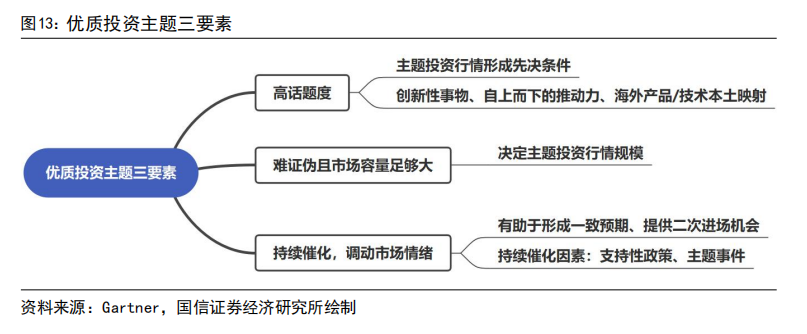 图13：优质投资主题三要素
优质投资主题三要素
高话题度
主题投资行情形成先决条件
创新性事物、自上而下的推动力、海外产品/技术本土映射
难证伪且市场容量足够大
决定主题投资行情规模
持续催化，调动市场情绪
有助于形成一致预期、提供二次进场机会
持续催化因素：支持性政策、主题事件
资料来源：Gartner，国信证券经济研究所绘制